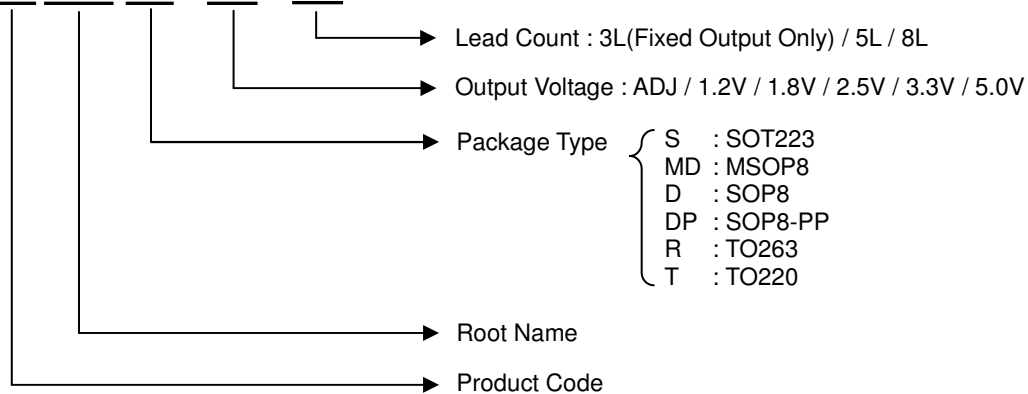 Lead Count : 3L(Fixed Output Only) / 5L / 8L
Output Voltage : ADJ / 1.2V / 1.8V / 2.5V / 3.3V / 5.0V
Package Type
S : SOT223
MD : MSOP8
D : SOP8
DP : SOP8-PP
R : TO263
T : TO220
Root Name
Product Code